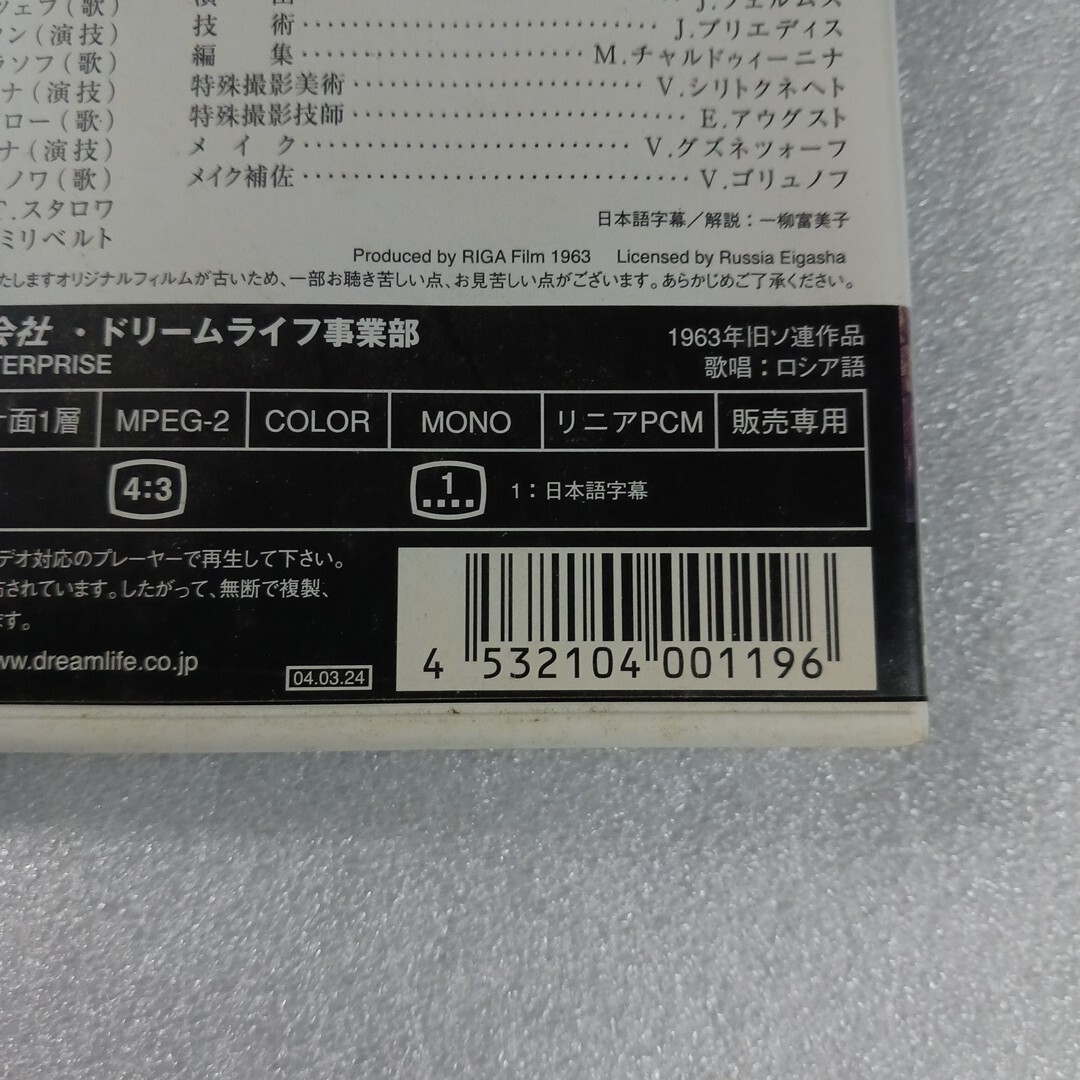 ツェフ(歌)
ン(演技)
ラソフ(歌)
ナ(演技)
ロー(歌)
ナ(演技)
ノワ(歌)
T.スタロワ
ミリベルト
技 術 J.プリエディス
編 集 M.チャルドゥィーニナ
特殊撮影美術 V.シリトクネヘト
特殊撮影技師 E.アウグスト
メ イ ク V.グズネツォーフ
メイク補佐 V.ゴリュノフ
日本語字幕/解説:一柳富美子
Produced by RIGA Film 1963 Licensed by Russia Eigasha
たしますオリジナルフィルムが古いため、一部お聴き苦しい点、お見苦しい点がございます。あらかじめご了承ください。
会社 ・ドリームライフ事業部
TERPRISE
1963年旧ソ連作品
歌唱:ロシア語
片面1層 MPEG-2 COLOR MONO リニアPCM 販売専用
4:3 1 1:日本語字幕
デオ対応のプレーヤーで再生して下さい。
されています。したがって、無断で複製、
ます。
www.dreamlife.co.jp
04.03.24
4 532104 001196